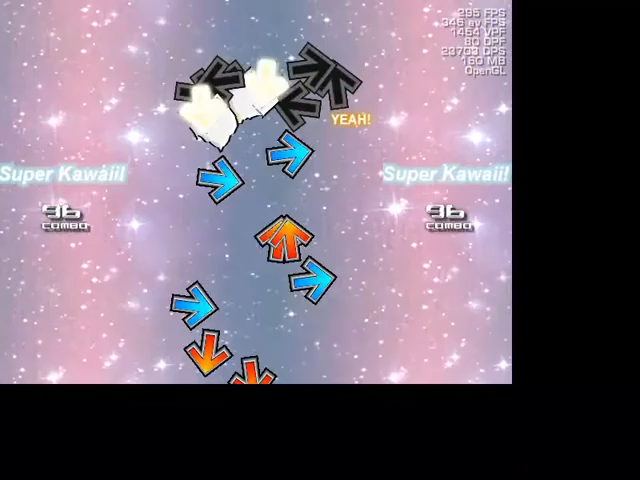 295 FPS
346 av FPS
1454 VPF
80 DPF
23703 DPS
160 MB
OpenGL
YEAH!
Super Kawaii!
Super Kawaii!
96
COMBO
96
COMBO